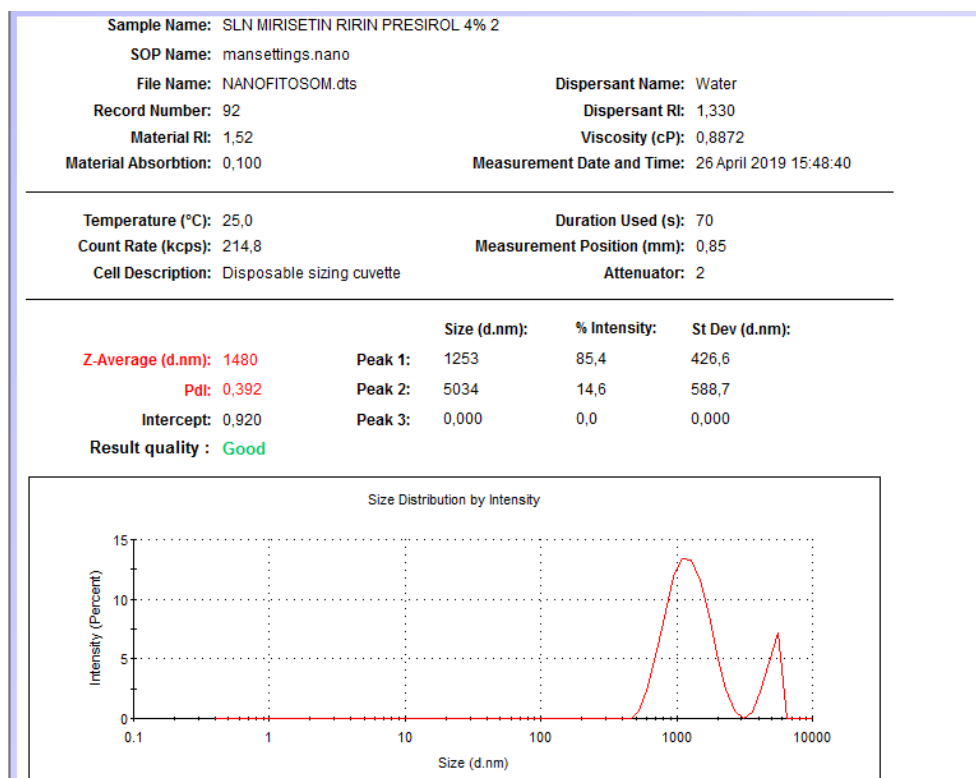 Sample Name: SLN MIRISETIN RIRIN PRESIROL 4% 2
SOP Name: mansettings.nano
File Name: NANOFITOSOM.dts Dispersant Name: Water
Record Number: 92 Dispersant RI: 1,330
Material RI: 1,52 Viscosity (cP): 0,8872
Material Absorbtion: 0,100 Measurement Date and Time: 26 April 2019 15:48:40
Temperature (°C): 25,0 Duration Used (s): 70
Count Rate (kcps): 214,8 Measurement Position (mm): 0,85
Cell Description: Disposable sizing cuvette Attenuator: 2
Size (d.nm): % Intensity: St Dev (d.nm):
Z-Average (d.nm): 1480 Peak 1: 1253 85,4 426,6
PdI: 0,392 Peak 2: 5034 14,6 588,7
Intercept: 0,920 Peak 3: 0,000 0,0 0,000
Result quality : Good
Size Distribution by Intensity
Intensity (Percent)
15
10
5
0
0.1 1 10 100 1000 10000
Size (d.nm)